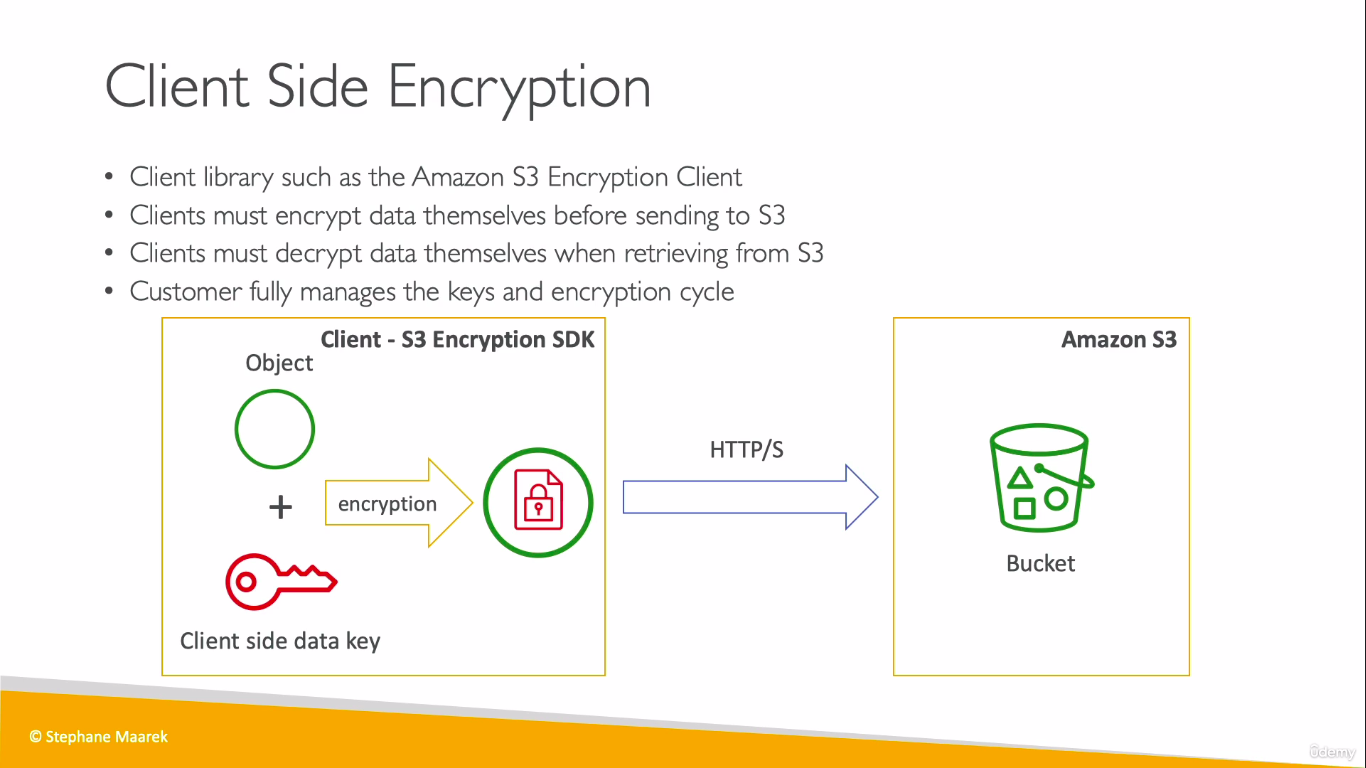 Client Side Encryption
• Client library such as the Amazon S3 Encryption Client
• Clients must encrypt data themselves before sending to S3
• Clients must decrypt data themselves when retrieving from S3
• Customer fully manages the keys and encryption cycle
Client - S3 Encryption SDK
Object
+
encryption
Client side data key
HTTP/S
Amazon S3
Bucket
© Stephane Maarek
ûdemy